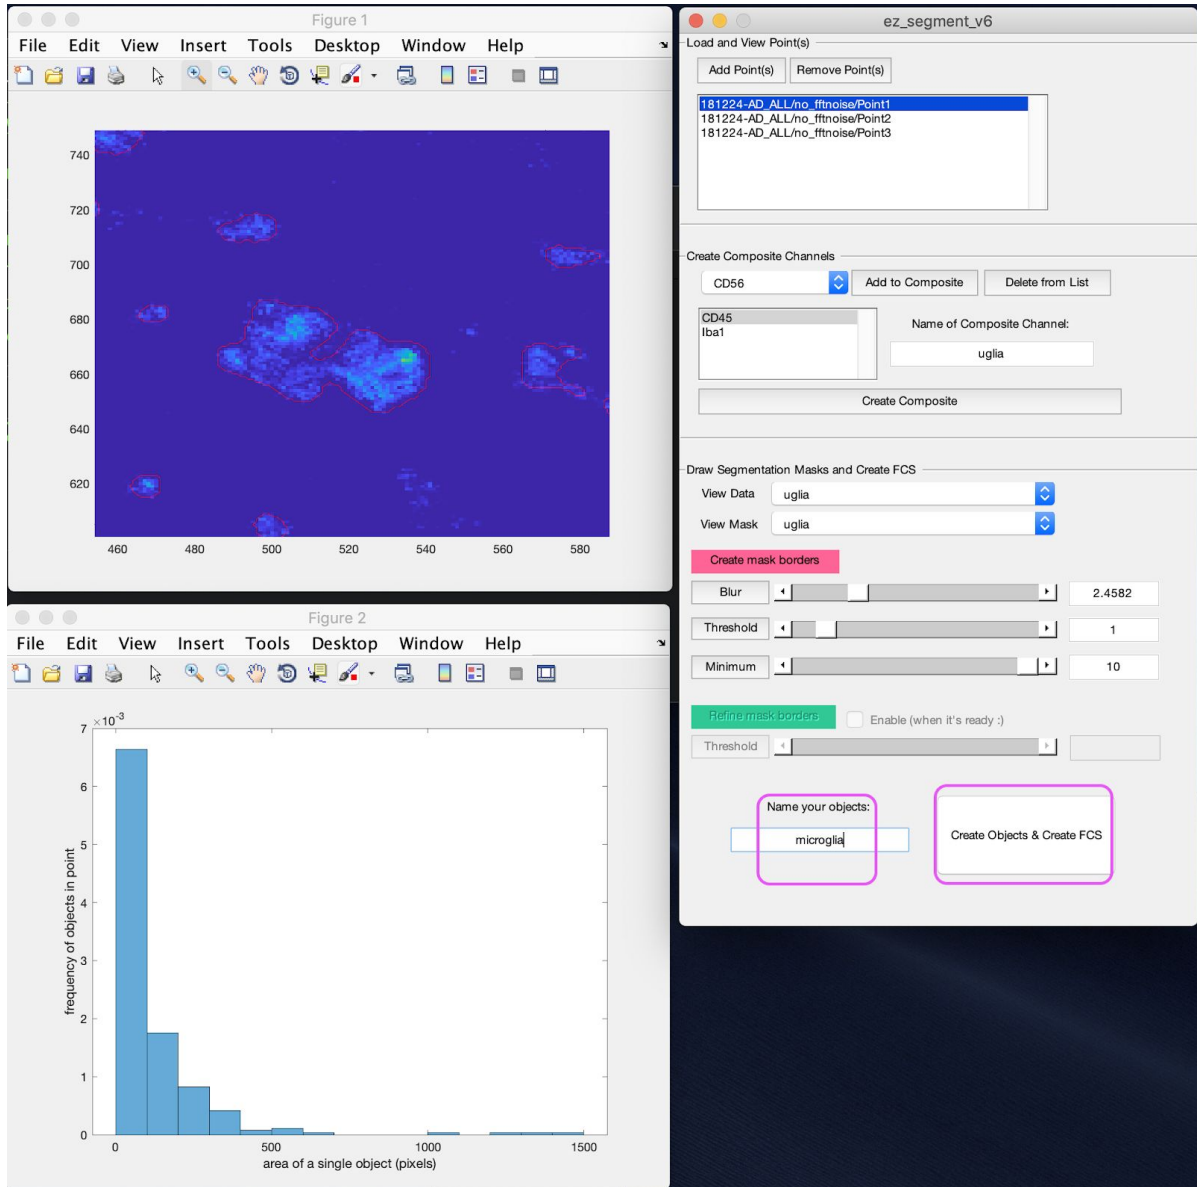 Figure 1
File Edit View Insert Tools Desktop Window Help
740
720
700
680
660
640
620
460 480 500 520 540 560 580
Figure 2
File Edit View Insert Tools Desktop Window Help
×10-3
7
6
5
4
3
2
1
0
frequency of objects in point
0 500 1000 1500
area of a single object (pixels)
ez_segment_v6
Load and View Point(s)
Add Point(s) Remove Point(s)
181224-AD_ALL/no_fftnoise/Point1
181224-AD_ALL/no_fftnoise/Point2
181224-AD_ALL/no_fftnoise/Point3
Create Composite Channels
CD56 Add to Composite Delete from List
CD45
Iba1
Name of Composite Channel:
uglia
Create Composite
Draw Segmentation Masks and Create FCS
View Data uglia
View Mask uglia
Create mask borders
Blur 2.4582
Threshold 1
Minimum 10
Refine mask borders Enable (when it's ready :)
Threshold
Name your objects:
microglia
Create Objects & Create FCS